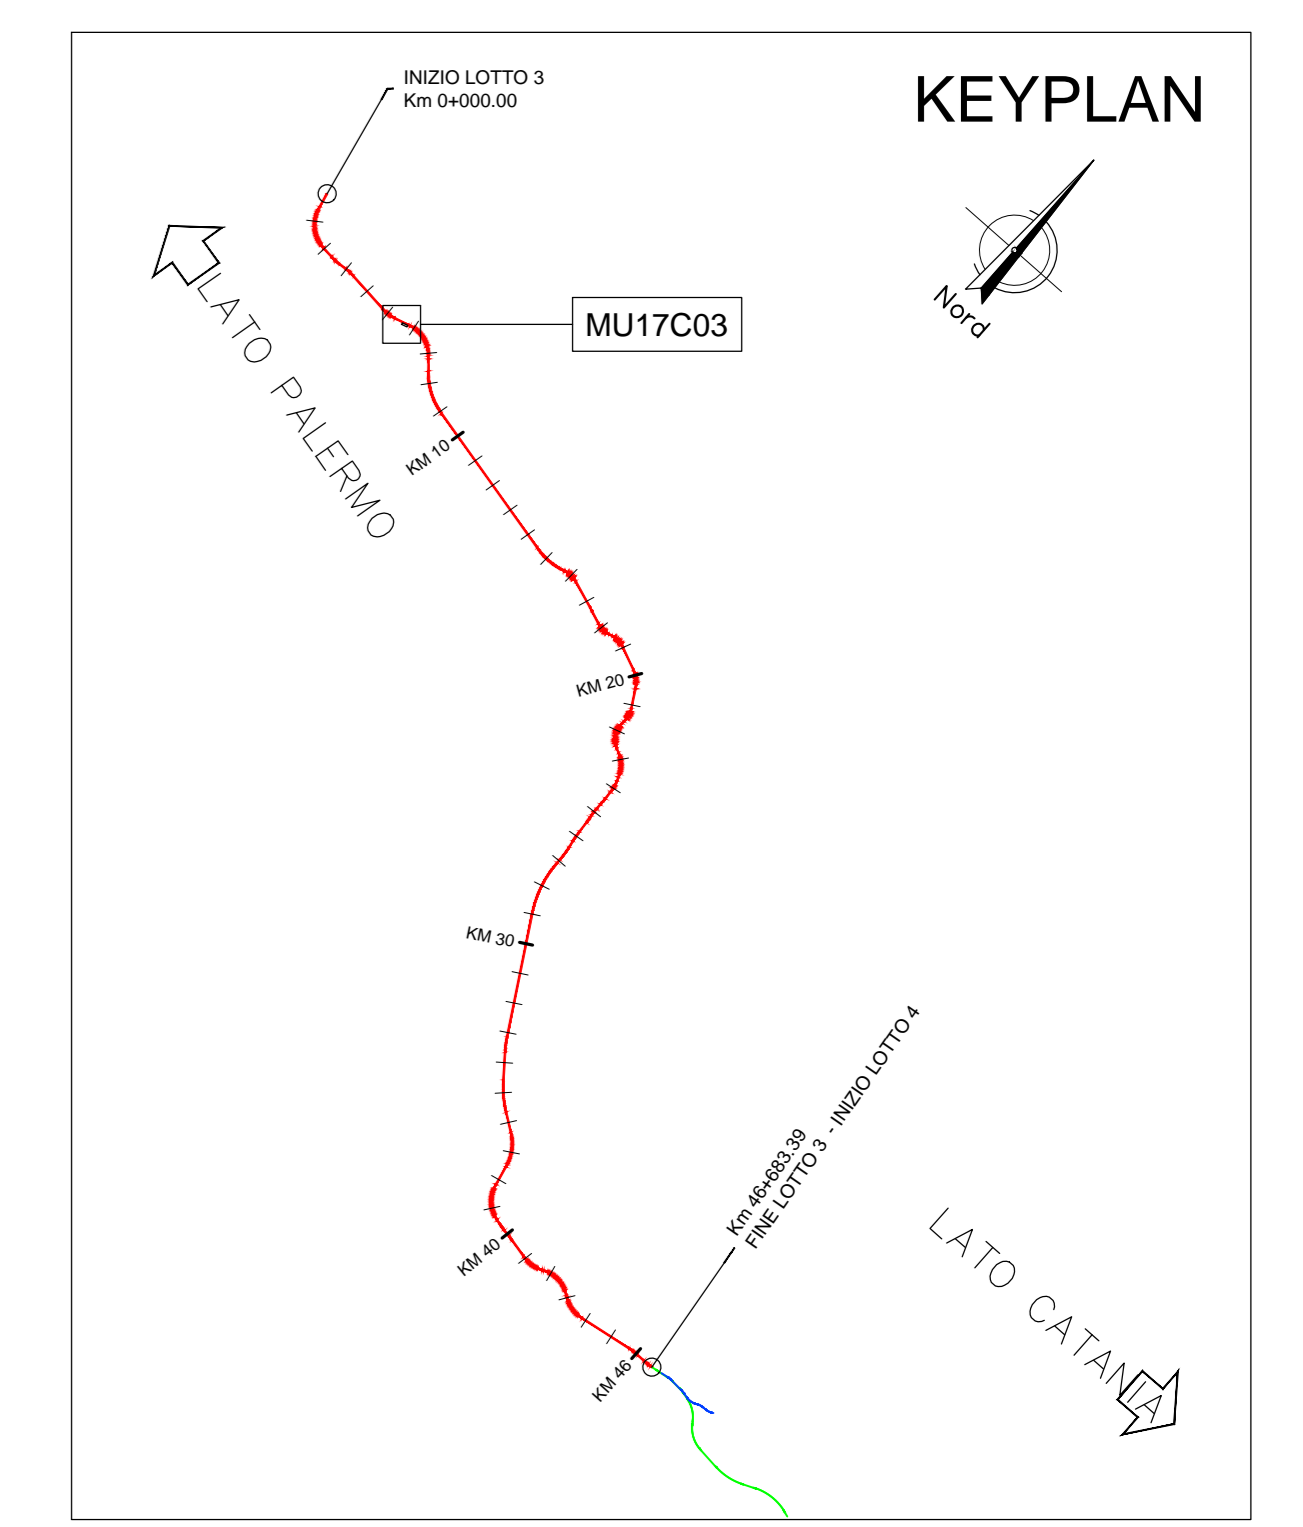 INIZIO LOTTO 3
Km 0+000.00
KEYPLAN
Nord
LATO PALERMO
MU17C03
KM 10
KM 20
KM 30
Km 46+683.39
FINE LOTTO 3 - INIZIO LOTTO 4
LATO CATANIA
KM 40
KM 46